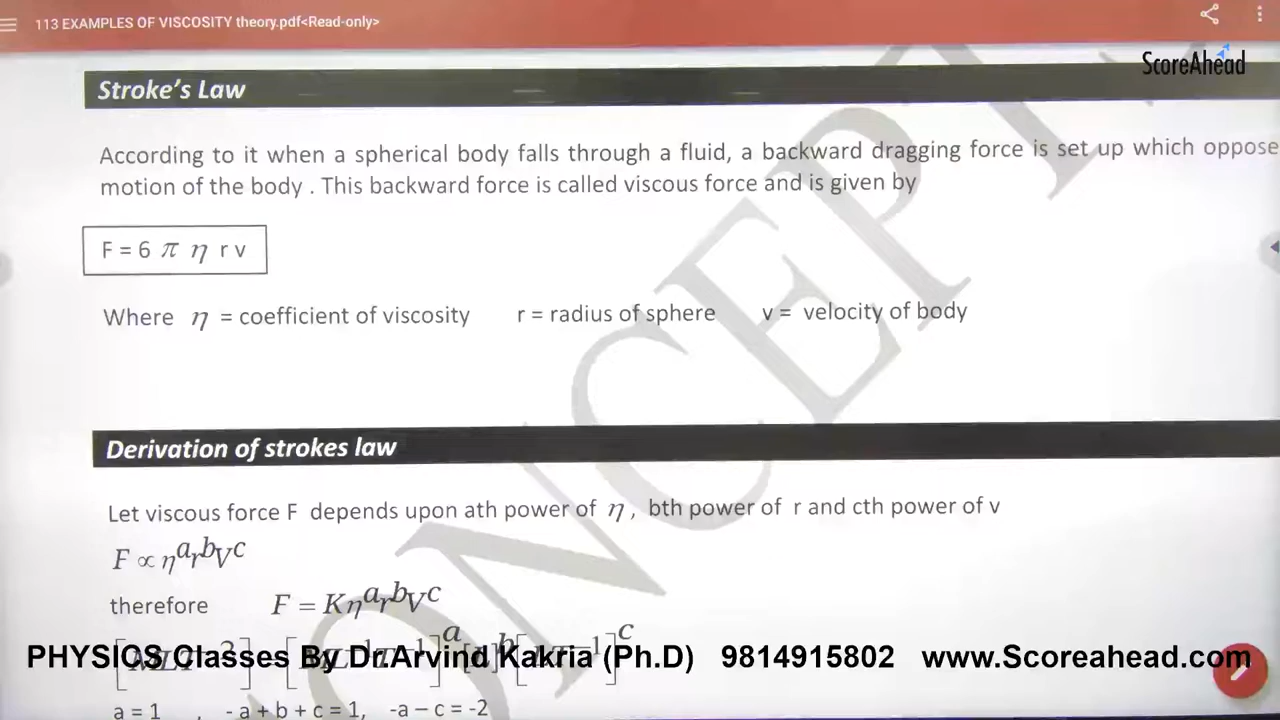 113 EXAMPLES OF VISCOSITY theory.pdf<Read-only>
ScoreAhead
Stroke's Law
According to it when a spherical body falls through a fluid, a backward dragging force is set up which oppose
motion of the body . This backward force is called viscous force and is given by
F = 6 π η r v
Where η = coefficient of viscosity r = radius of sphere v = velocity of body
Derivation of strokes law
Let viscous force F depends upon ath power of η , bth power of r and cth power of v
F ∝ η^a r^b V^c
therefore F = Kη^a r^b V^c
PHYSICS Classes By Dr.Arvind Kakria (Ph.D) 9814915802 www.Scoreahead.com
a = 1 , - a + b + c = 1, -a – c = -2